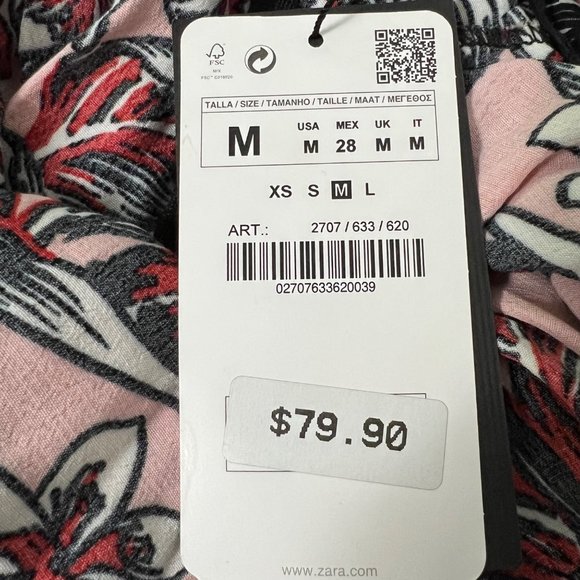 FSC
MIX
TALLA / SIZE / TAMANHO / TAILLE / MAAT / ΜΕΓΕΘΟΣ
M USA M MEX 28 UK M IT M
XS S M L
ART.: 2707 / 633 / 620
02707633620039
$79.90
www.zara.com